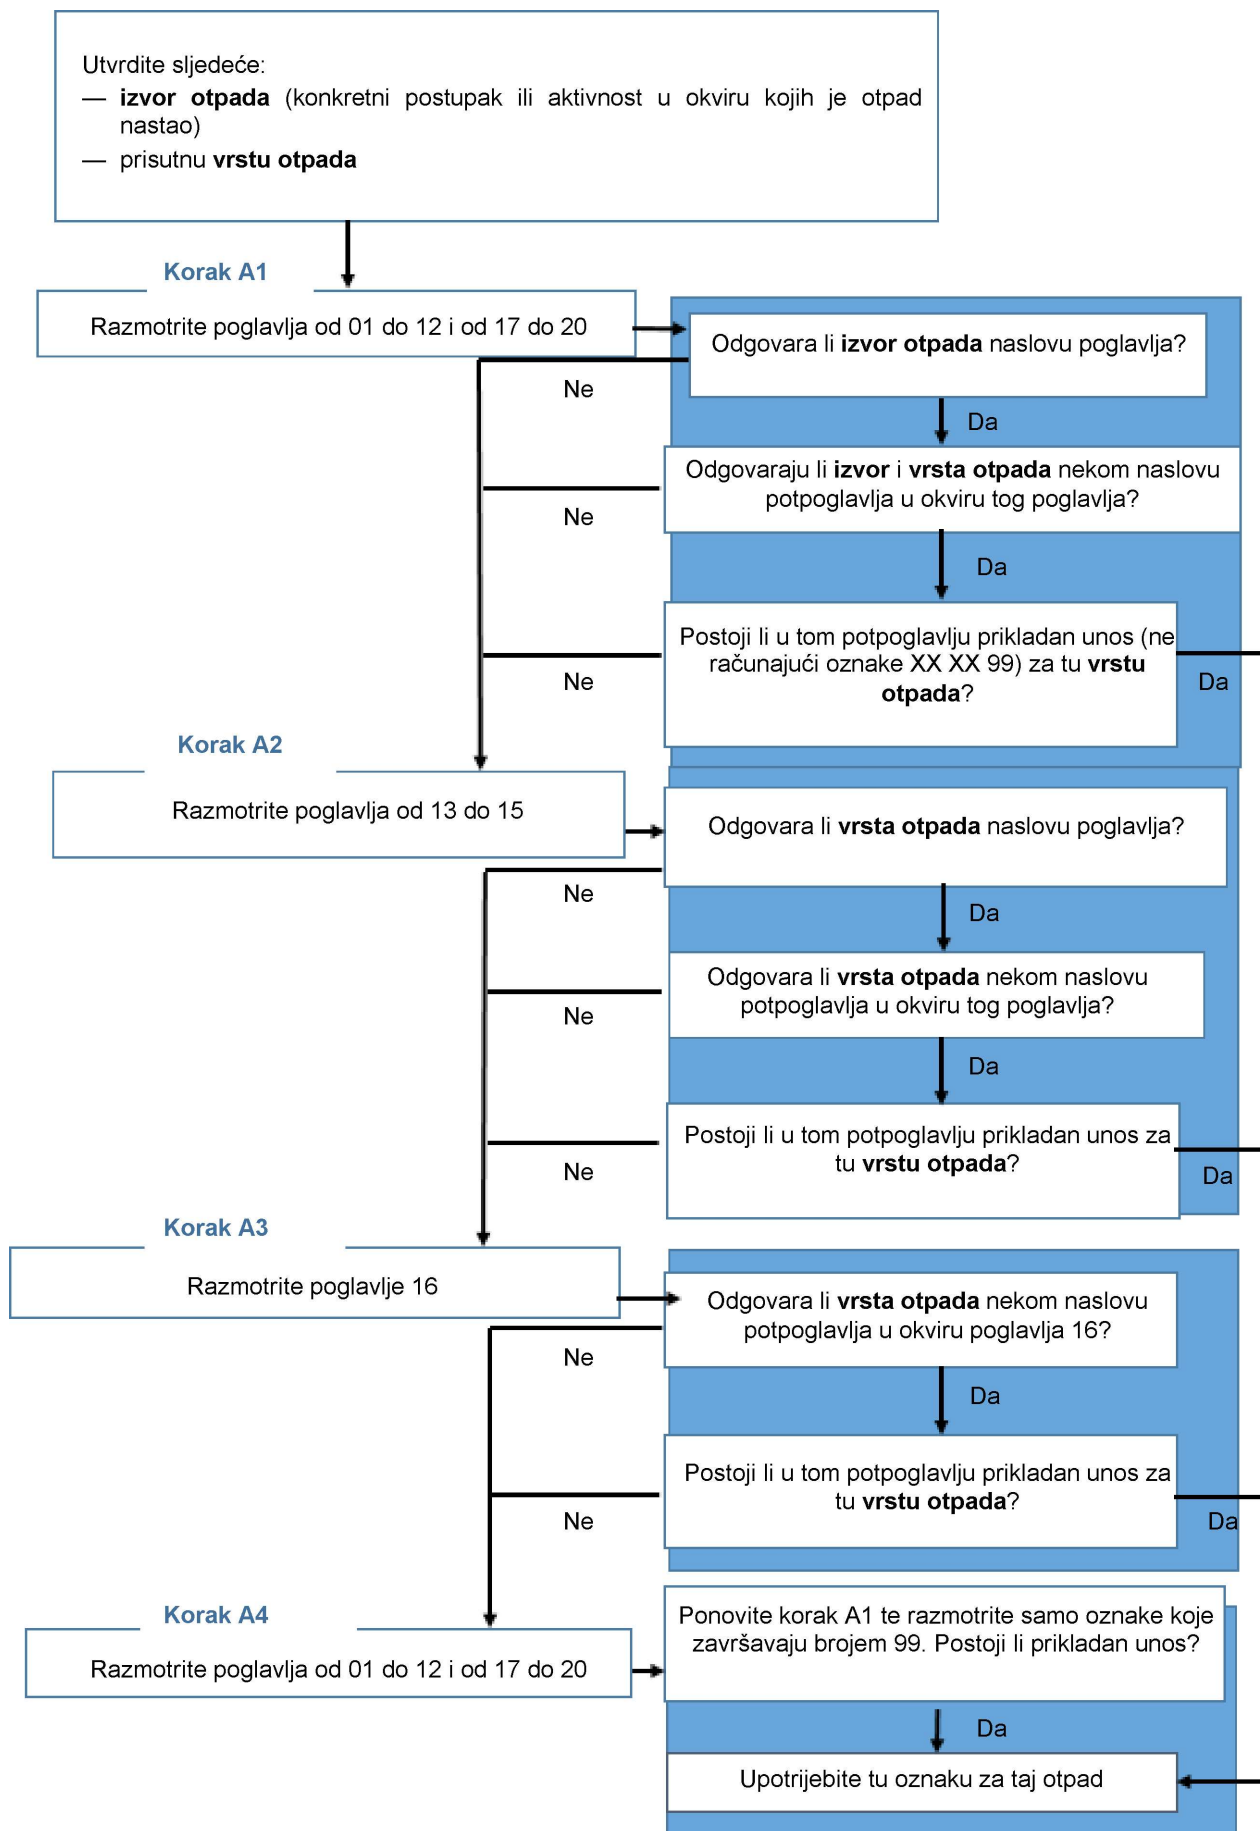 Utvrdite sljedeće:
— izvor otpada (konkretni postupak ili aktivnost u okviru kojih je otpad
nastao)
— prisutnu vrstu otpada
Korak A1
Razmotrite poglavlja od 01 do 12 i od 17 do 20
Odgovara li izvor otpada naslovu poglavlja?
Ne
Da
Odgovaraju li izvor i vrsta otpada nekom naslovu
potpoglavlja u okviru tog poglavlja?
Ne
Da
Postoji li u tom potpoglavlju prikladan unos (ne
računajući oznake XX XX 99) za tu vrstu
otpada?
Ne
Da
Korak A2
Razmotrite poglavlja od 13 do 15
Odgovara li vrsta otpada naslovu poglavlja?
Ne
Da
Odgovara li vrsta otpada nekom naslovu
potpoglavlja u okviru tog poglavlja?
Ne
Da
Postoji li u tom potpoglavlju prikladan unos za
tu vrstu otpada?
Ne
Da
Korak A3
Razmotrite poglavlje 16
Odgovara li vrsta otpada nekom naslovu
potpoglavlja u okviru poglavlja 16?
Ne
Da
Postoji li u tom potpoglavlju prikladan unos za
tu vrstu otpada?
Ne
Da
Korak A4
Razmotrite poglavlja od 01 do 12 i od 17 do 20
Ponovite korak A1 te razmotrite samo oznake koje
završavaju brojem 99. Postoji li prikladan unos?
Da
Upotrijebite tu oznaku za taj otpad